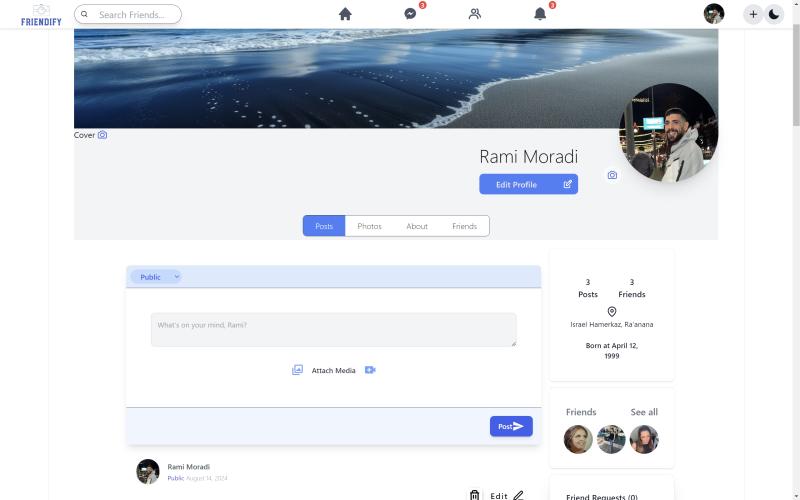 FRIENDIFY
Search Friends...
3
3
Cover
Rami Moradi
Edit Profile
Posts
Photos
About
Friends
Public
What's on your mind, Rami?
Attach Media
Post
3
Posts
3
Friends
Israel Hamerkaz, Ra'anana
Born at April 12,
1999
Friends
See all
Rami Moradi
Public August 14, 2024
Edit
Friend Requests (0)